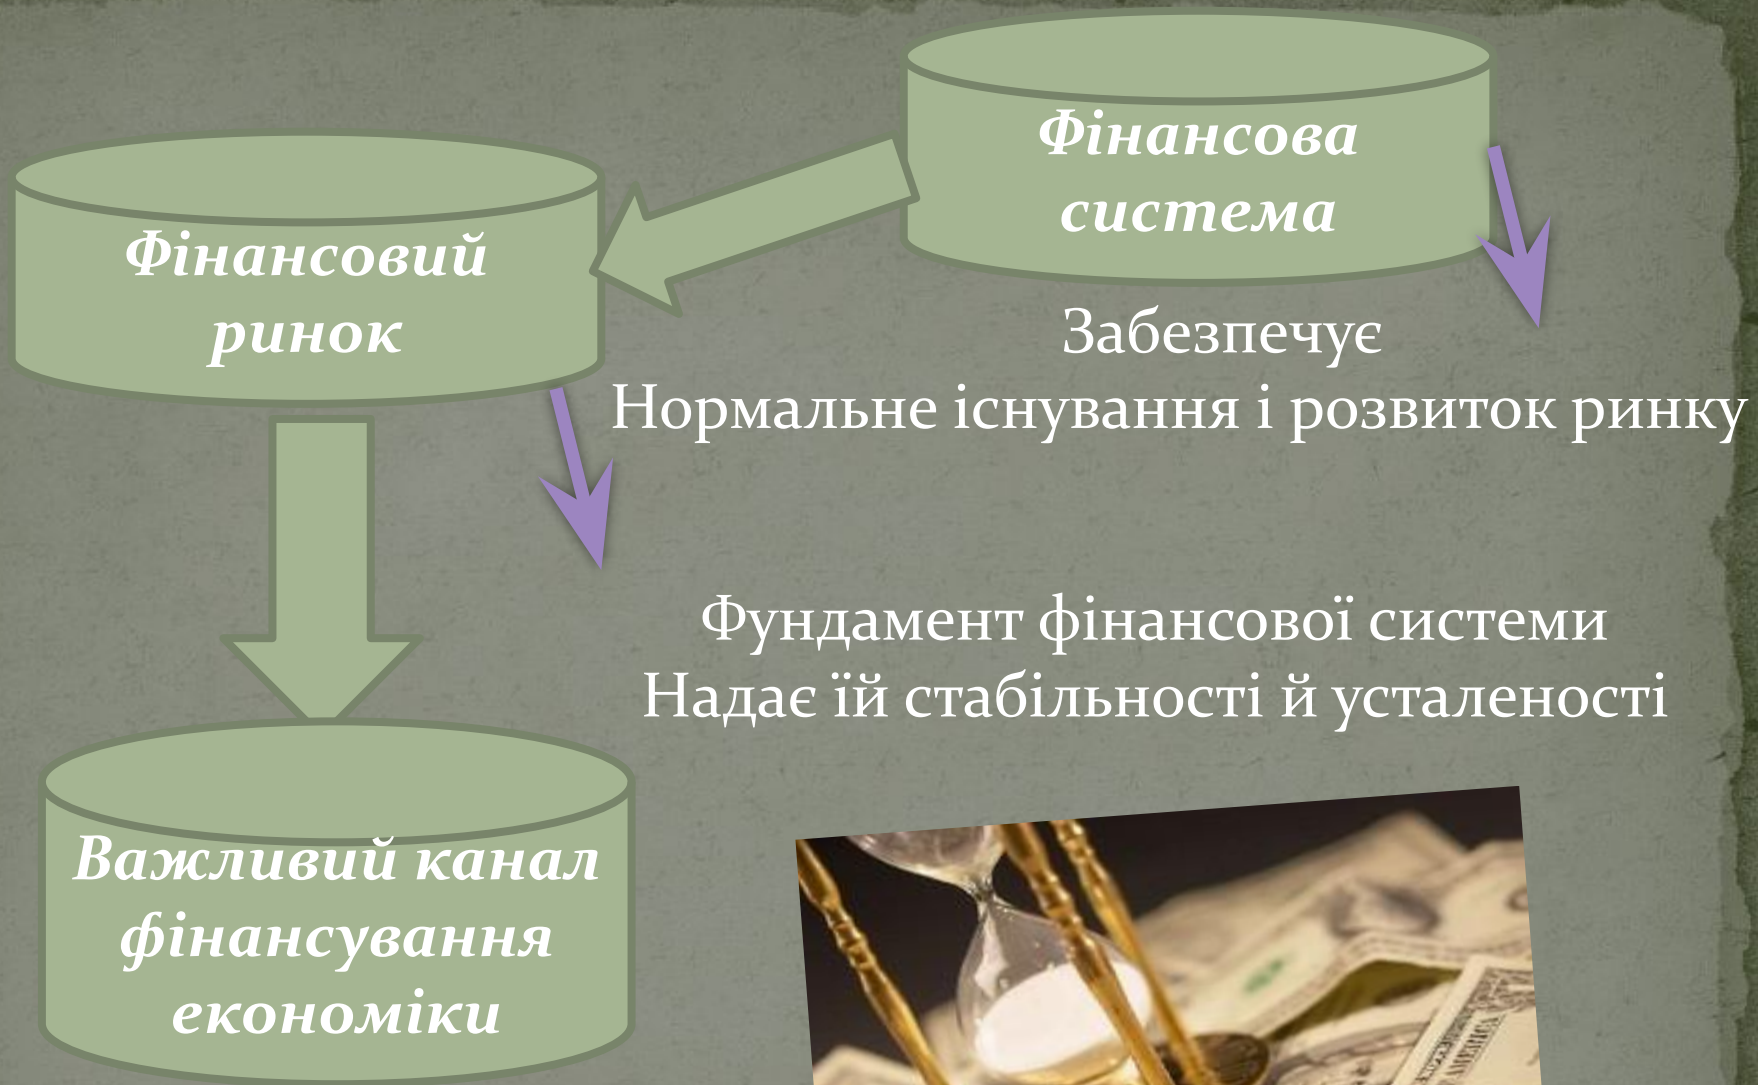 Фінансова
система
Фінансовий
ринок
Забезпечує
Нормальне існування і розвиток ринку
Фундамент фінансової системи
Надає їй стабільності й усталеності
Важливий канал
фінансування
економіки